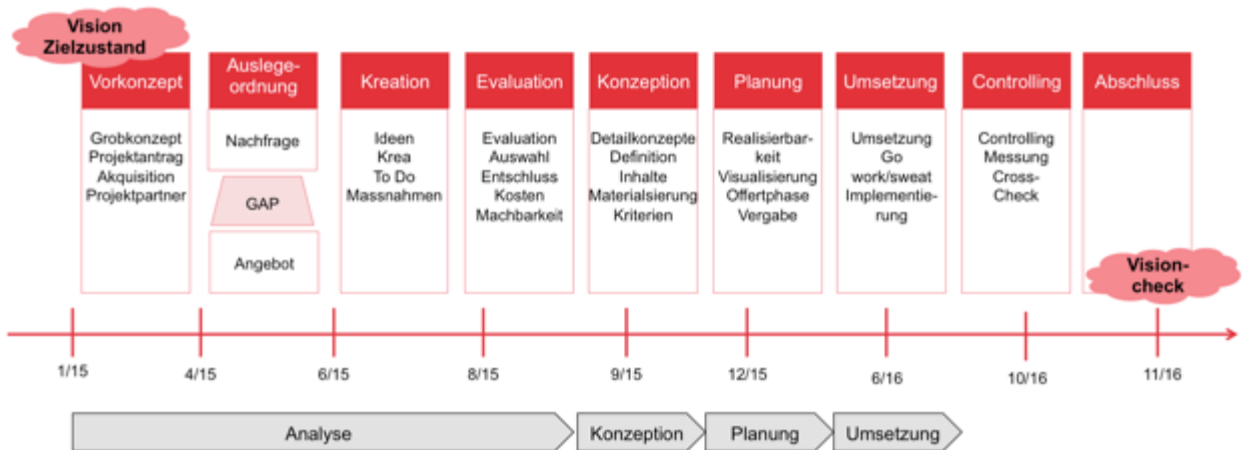 Vision
Zielzustand
Vorkonzept
Grobkonzept
Projektantrag
Akquisition
Projektpartner
Auslege-
ordnung
Nachfrage
GAP
Angebot
Kreation
Ideen
Krea
To Do
Massnahmen
Evaluation
Evaluation
Auswahl
Entschluss
Kosten
Machbarkeit
Konzeption
Detailkonzepte
Definition
Inhalte
Materialsierung
Kriterien
Planung
Realisierbar-
keit
Visualisierung
Offertphase
Vergabe
Umsetzung
Umsetzung
Go
work/sweat
Implementie-
rung
Controlling
Controlling
Messung
Cross-
Check
Abschluss
Vision-
check
1/15
4/15
6/15
8/15
9/15
12/15
6/16
10/16
11/16
Analyse
Konzeption
Planung
Umsetzung